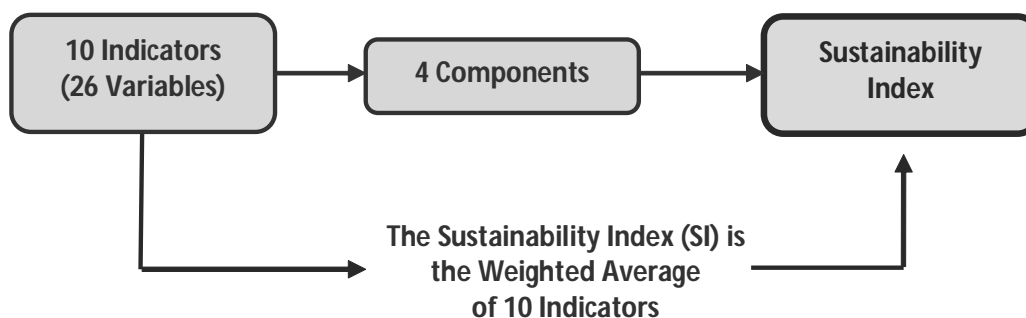 10 Indicators
(26 Variables)
4 Components
Sustainability
Index
The Sustainability Index (SI) is
the Weighted Average
of 10 Indicators